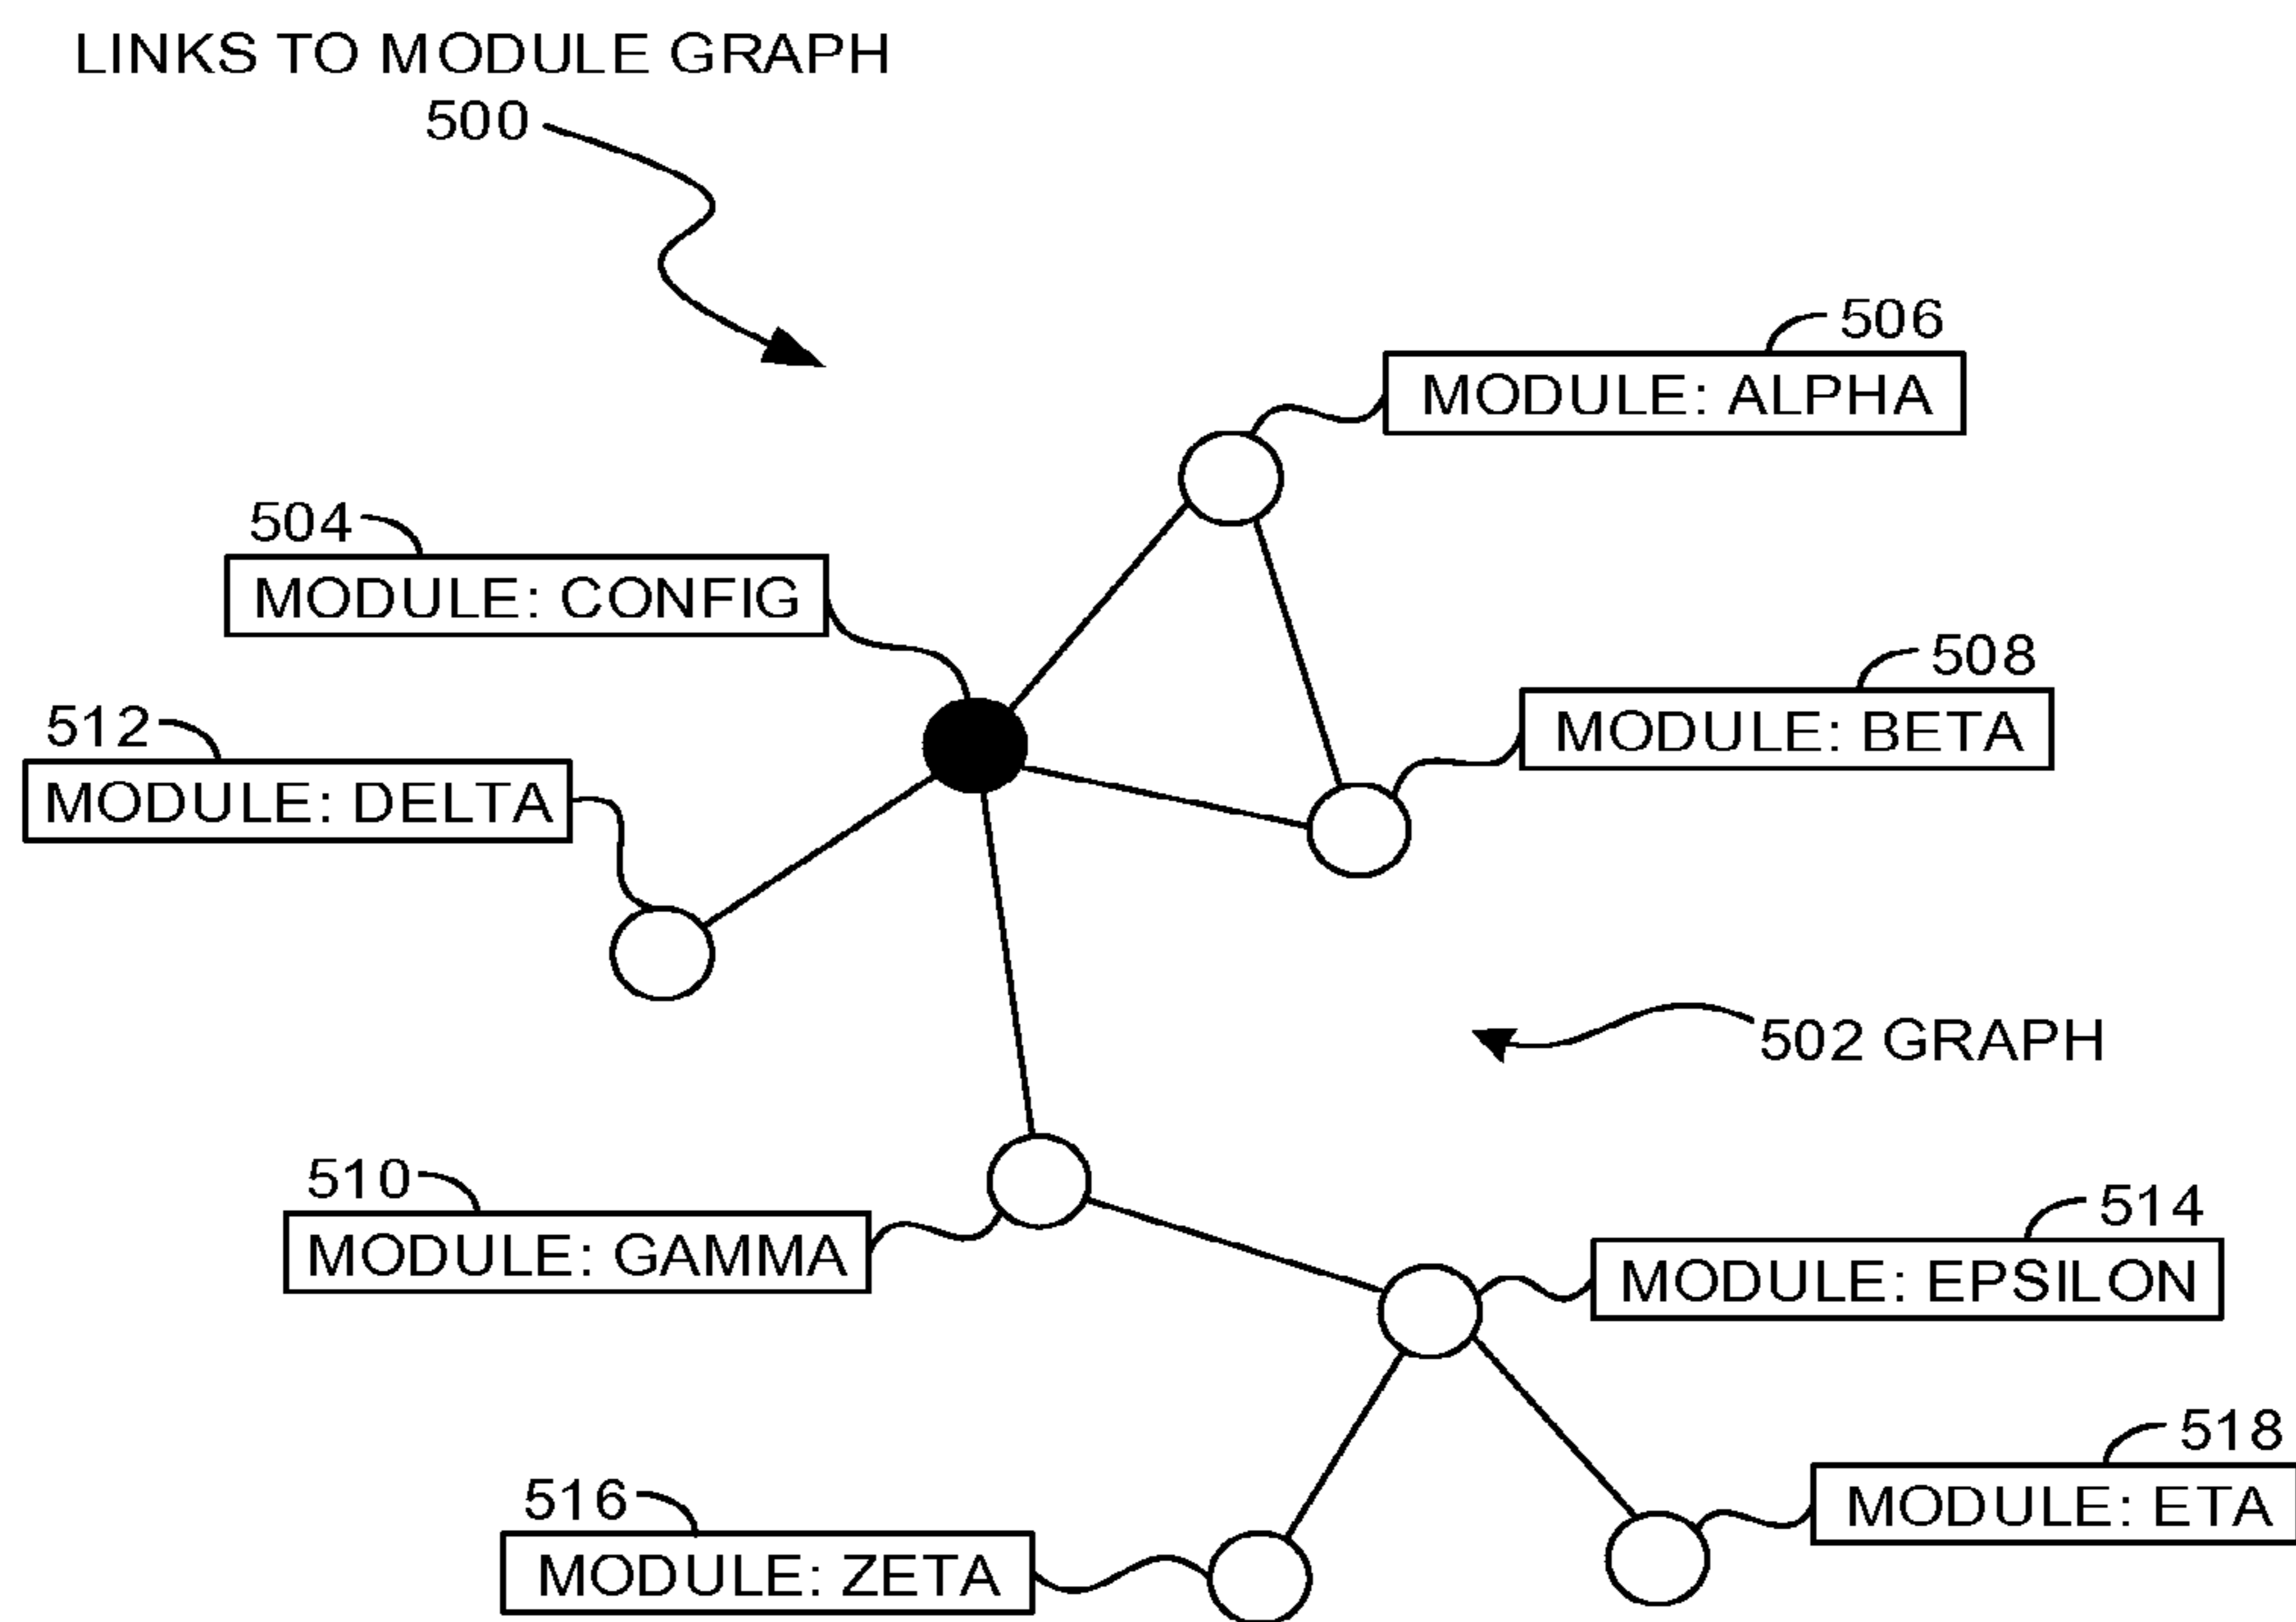 LINKS TO MODULE GRAPH
500
506
MODULE: ALPHA
504
MODULE: CONFIG
508
MODULE: BETA
512
MODULE: DELTA
502 GRAPH
510
MODULE: GAMMA
514
MODULE: EPSILON
518
MODULE: ETA
516
MODULE: ZETA